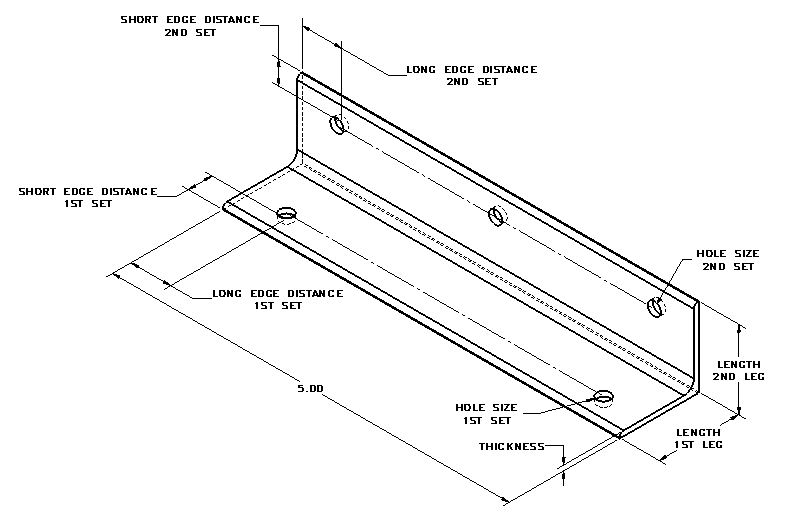 SHORT EDGE DISTANCE
2ND SET
LONG EDGE DISTANCE
2ND SET
SHORT EDGE DISTANCE
1ST SET
HOLE SIZE
2ND SET
LONG EDGE DISTANCE
1ST SET
LENGTH
2ND LEG
5.00
HOLE SIZE
1ST SET
LENGTH
1ST LEG
THICKNESS